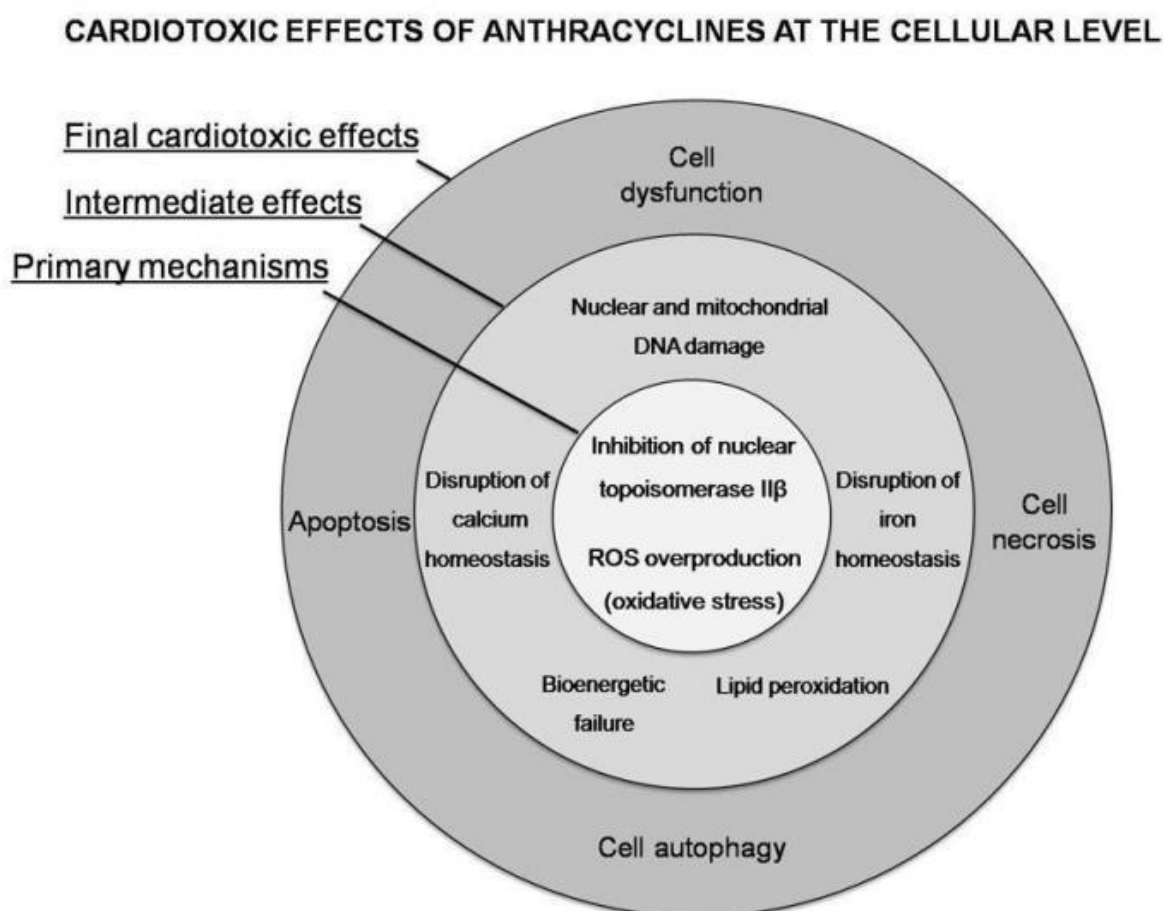 CARDIOTOXIC EFFECTS OF ANTHRACYCLINES AT THE CELLULAR LEVEL
Final cardiotoxic effects
Intermediate effects
Primary mechanisms
Cell
dysfunction
Nuclear and mitochondrial
DNA damage
Inhibition of nuclear
topoisomerase IIβ
ROS overproduction
(oxidative stress)
Disruption of
calcium
homeostasis
Disruption of
iron
homeostasis
Apoptosis
Cell
necrosis
Bioenergetic
failure
Lipid peroxidation
Cell autophagy